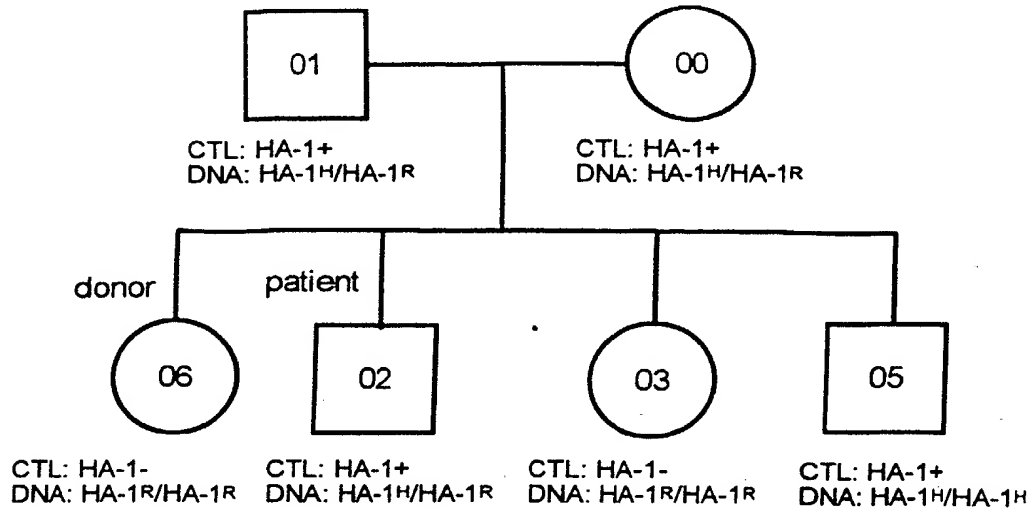 01
00
CTL: HA-1+
DNA: HA-1H/HA-1R
CTL: HA-1+
DNA: HA-1H/HA-1R
donor
patient
06
02
03
05
CTL: HA-1-
DNA: HA-1R/HA-1R
CTL: HA-1+
DNA: HA-1H/HA-1R
CTL: HA-1-
DNA: HA-1R/HA-1R
CTL: HA-1+
DNA: HA-1H/HA-1H